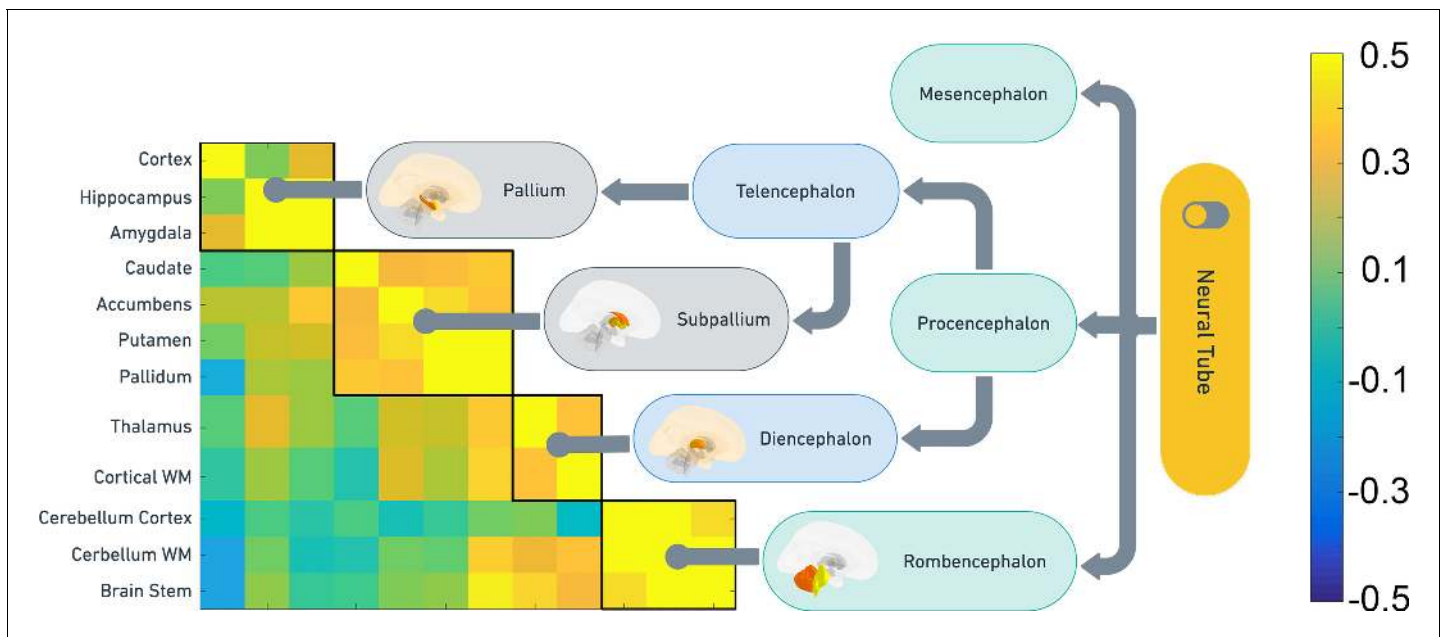 Cortex
Hippocampus
Amygdala
Caudate
Accumbens
Putamen
Pallidum
Thalamus
Cortical WM
Cerebellum Cortex
Cerbellum WM
Brain Stem
Pallium
Subpallium
Telencephalon
Diencephalon
Mesencephalon
Procencephalon
Rombencephalon
Neural Tube
0.5
0.3
0.1
-0.1
-0.3
-0.5